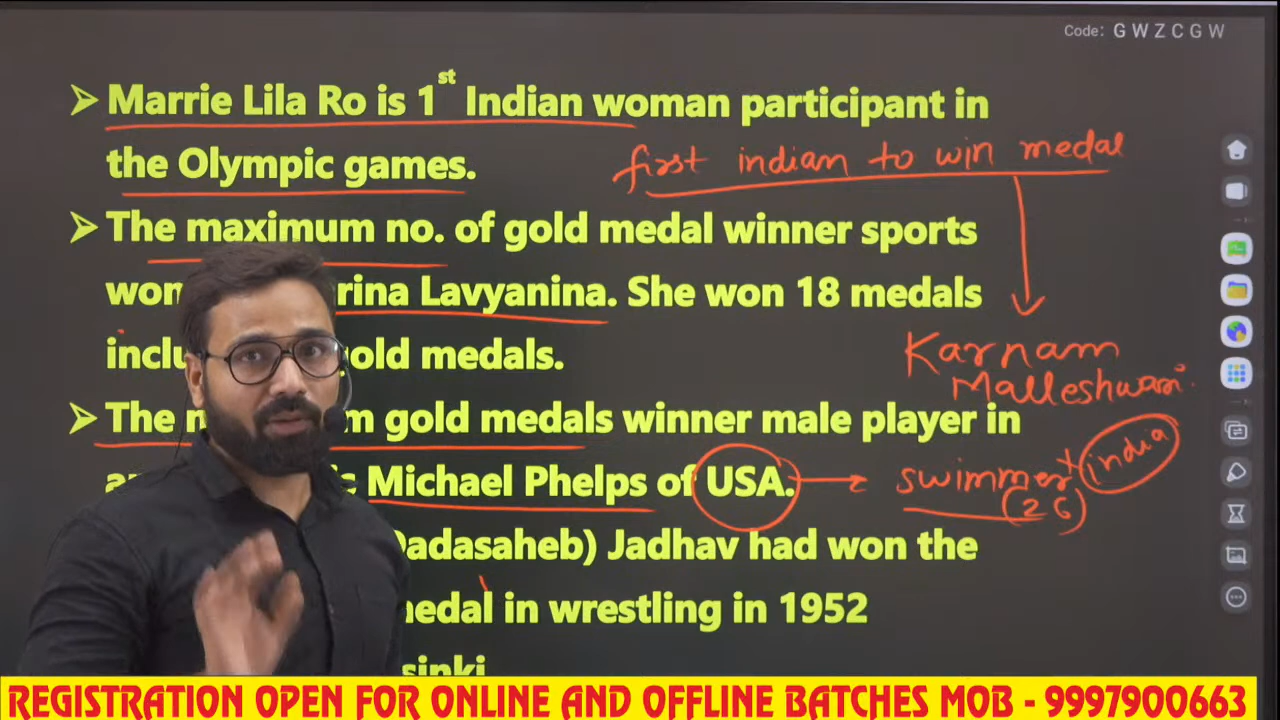 Code: G W Z C G W
➢ Marrie Lila Ro is 1st Indian woman participant in
the Olympic games.
first indian to win medal
➢ The maximum no. of gold medal winner sports
rina Lavyanina. She won 18 medals
gold medals.
Karnam
Malleshwari
➢ The m m gold medals winner male player in
Michael Phelps of USA. → swimmer + india
(26)
Dadasaheb) Jadhav had won the
medal in wrestling in 1952
sinki
REGISTRATION OPEN FOR ONLINE AND OFFLINE BATCHES MOB - 9997900663